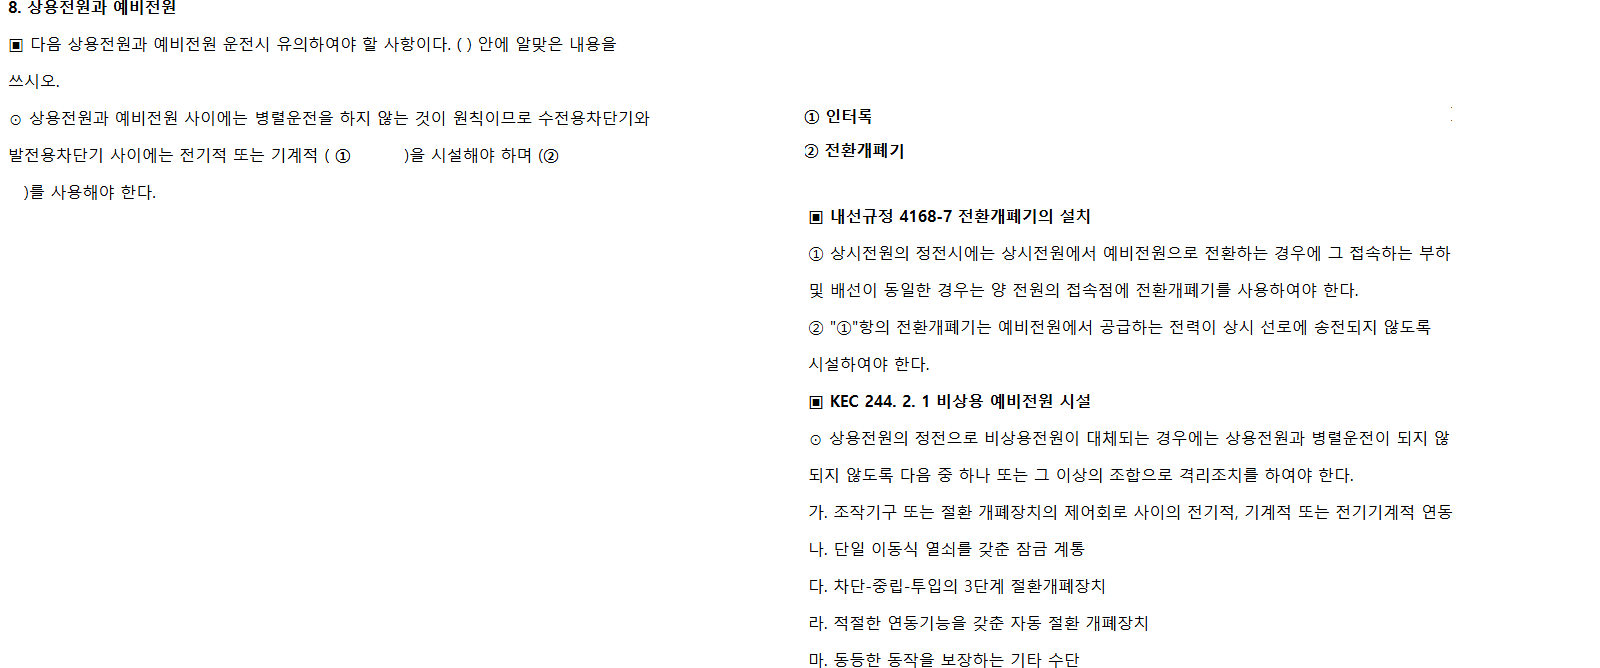 8. 상용전원과 예비전원
▣ 다음 상용전원과 예비전원 운전시 유의하여야 할 사항이다. ( ) 안에 알맞은 내용을
쓰시오.
⊙ 상용전원과 예비전원 사이에는 병렬운전을 하지 않는 것이 원칙이므로 수전용차단기와
발전용차단기 사이에는 전기적 또는 기계적 ( ① )을 시설해야 하며 (②
)를 사용해야 한다.
① 인터록
② 전환개폐기
▣ 내선규정 4168-7 전환개폐기의 설치
① 상시전원의 정전시에는 상시전원에서 예비전원으로 전환하는 경우에 그 접속하는 부하
및 배선이 동일한 경우는 양 전원의 접속점에 전환개폐기를 사용하여야 한다.
② "①"항의 전환개폐기는 예비전원에서 공급하는 전력이 상시 선로에 송전되지 않도록
시설하여야 한다.
▣ KEC 244. 2. 1 비상용 예비전원 시설
⊙ 상용전원의 정전으로 비상용전원이 대체되는 경우에는 상용전원과 병렬운전이 되지 않
되지 않도록 다음 중 하나 또는 그 이상의 조합으로 격리조치를 하여야 한다.
가. 조작기구 또는 절환 개폐장치의 제어회로 사이의 전기적, 기계적 또는 전기기계적 연동
나. 단일 이동식 열쇠를 갖춘 잠금 계통
다. 차단-중립-투입의 3단계 절환개폐장치
라. 적절한 연동기능을 갖춘 자동 절환 개폐장치
마. 동등한 동작을 보장하는 기타 수단